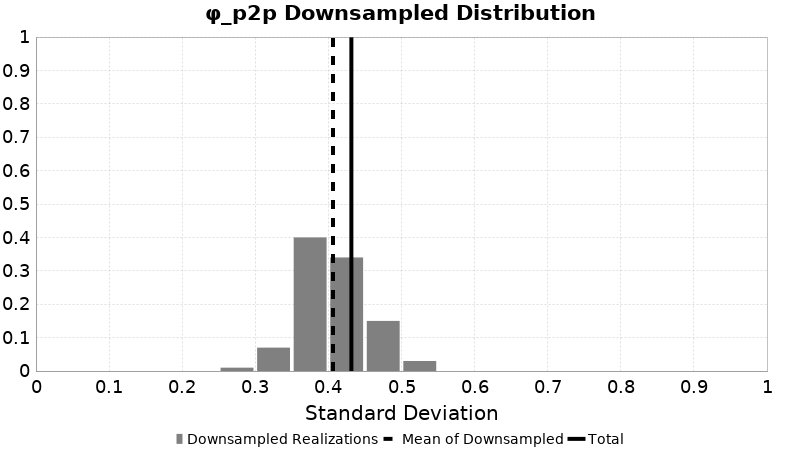 φ_p2p Downsampled Distribution
1
0.9
0.8
0.7
0.6
0.5
0.4
0.3
0.2
0.1
0
0 0.1 0.2 0.3 0.4 0.5 0.6 0.7 0.8 0.9 1
Standard Deviation
Downsampled Realizations Mean of Downsampled Total